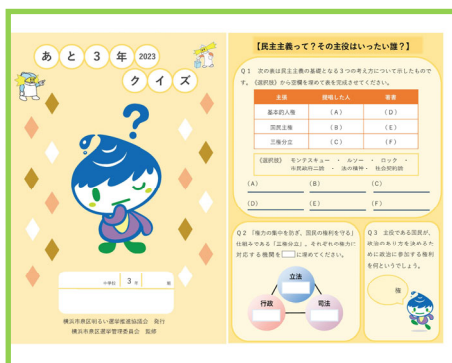 あと3年 2023
クイズ
中学校 3年 組
横浜市泉区明るい選挙推進協議会 発行
横浜市泉区選挙管理委員会 監修
【民主主義って？その主役はいったい誰？】
Q1 次の表は民主主義の基礎となる3つの考え方について示したもので
す。《選択肢》から空欄を埋めて表を完成させてください。
主張 提唱した人 著書
基本的人権 （A） （D）
国民主権 （B） （E）
三権分立 （C） （F）
《選択肢》 モンテスキュー ・ ルソー ・ ロック ・
市民政府二論 ・ 法の精神 ・ 社会契約論
(A) (B) (C)
(D) (E) (F)
Q2 「権力の集中を防ぎ、国民の権利を守る」
仕組みである「三権分立」。それぞれの権力に
対応する機関を に埋めてください。
立法
行政 司法
Q3 主役である国民が、
政治のあり方を決めるた
めに政治に参加する権利
を何というでしょう。
権